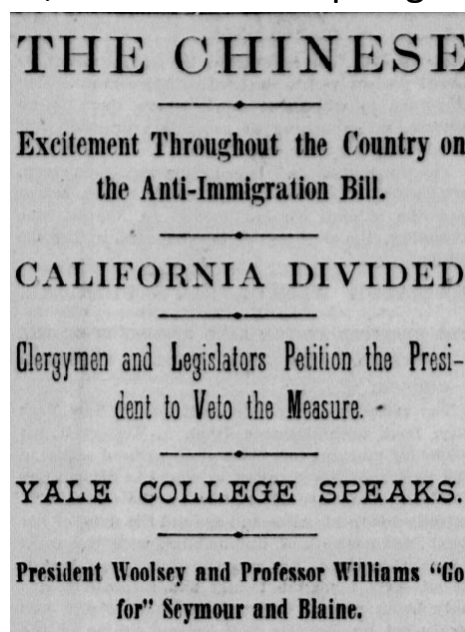 THE CHINESE
Excitement Throughout the Country on
the Anti-Immigration Bill.
CALIFORNIA DIVIDED
Clergymen and Legislators Petition the Presi-
dent to Veto the Measure.
YALE COLLEGE SPEAKS.
President Woolsey and Professor Williams "Go
for" Seymour and Blaine.